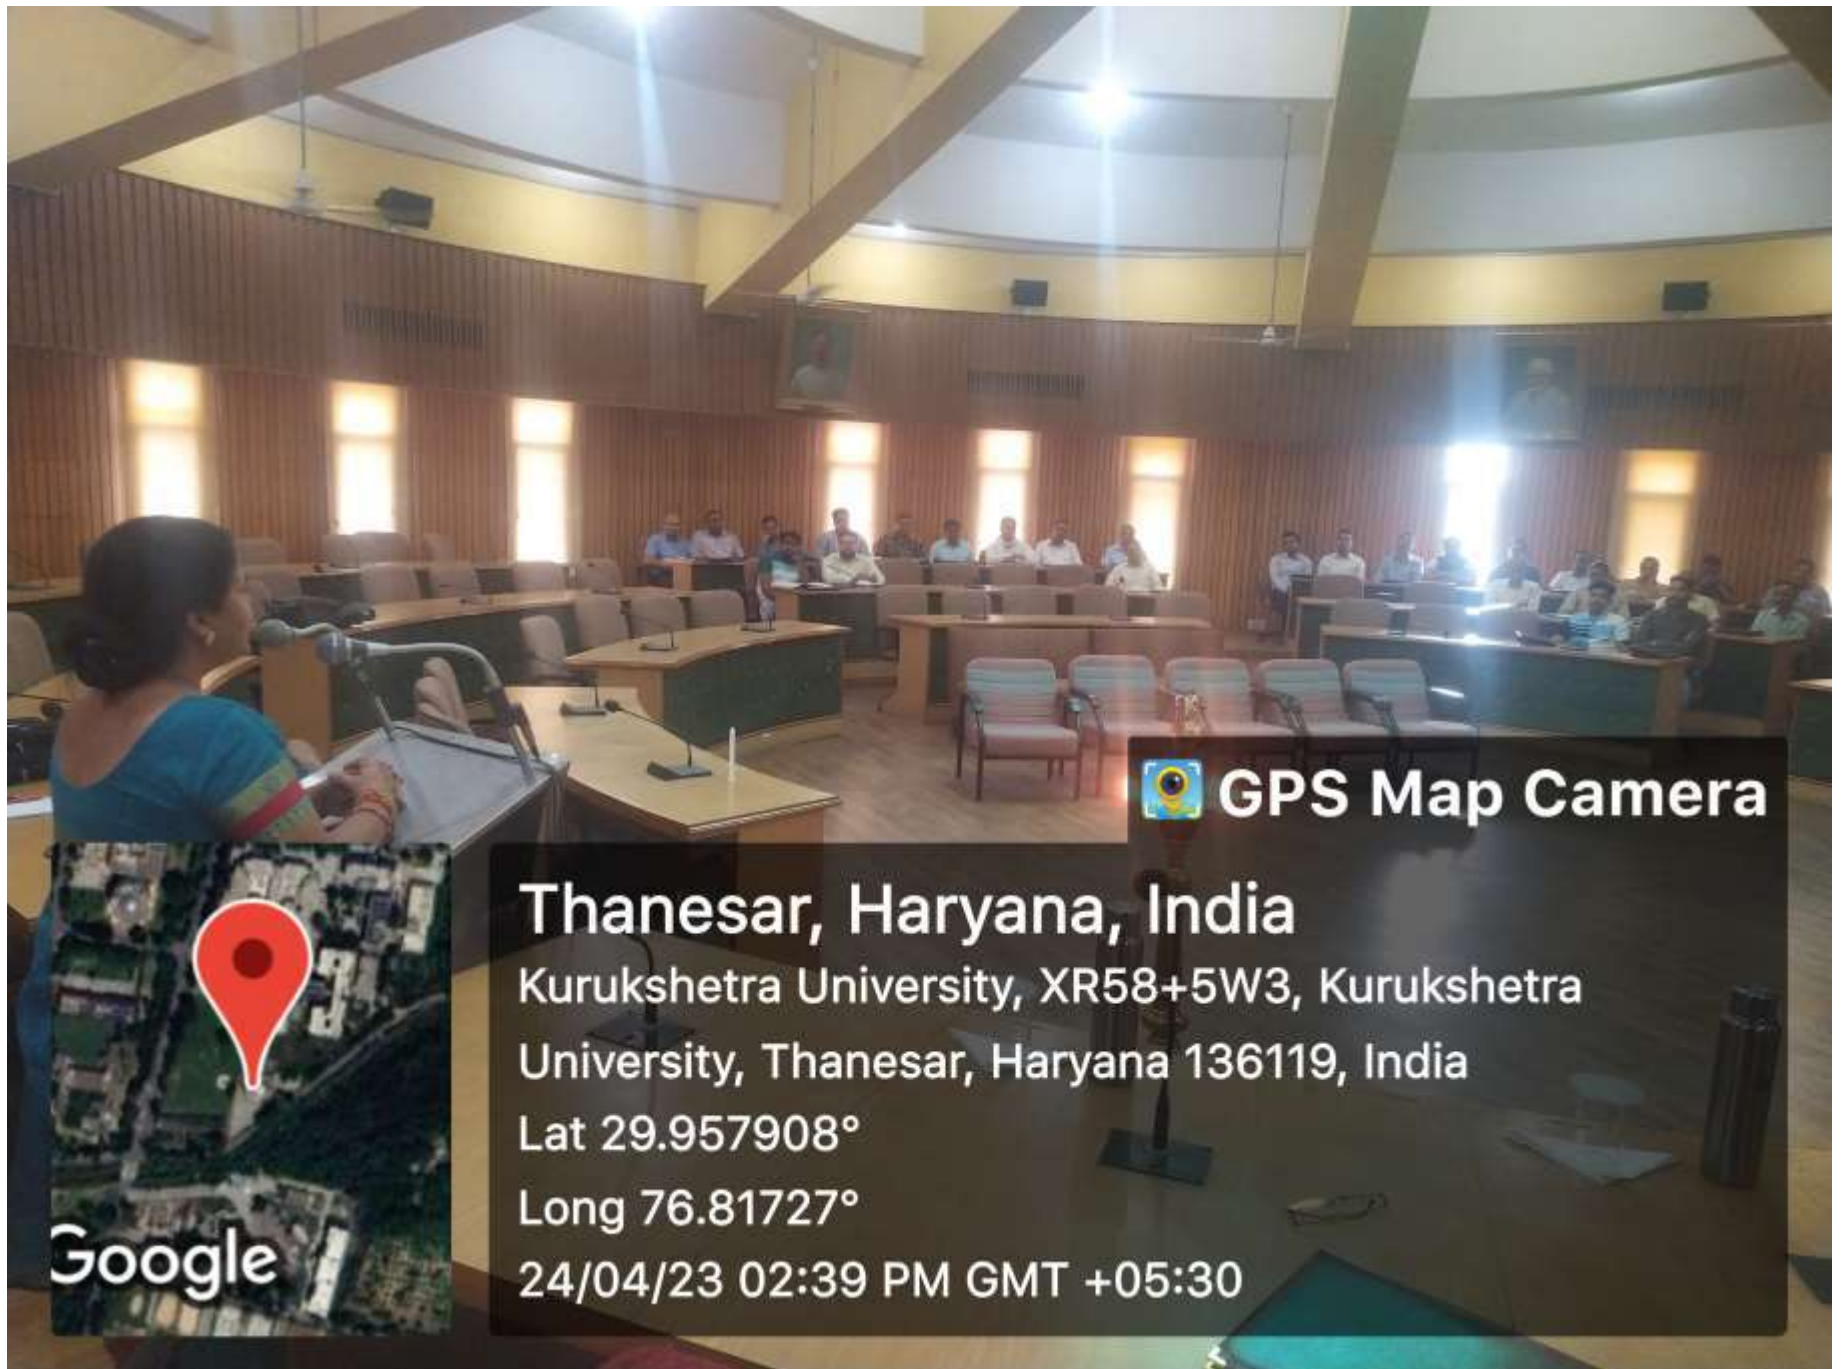 GPS Map Camera
Thanesar, Haryana, India
Kurukshetra University, XR58+5W3, Kurukshetra
University, Thanesar, Haryana 136119, India
Lat 29.957908°
Long 76.81727°
24/04/23 02:39 PM GMT +05:30
Google